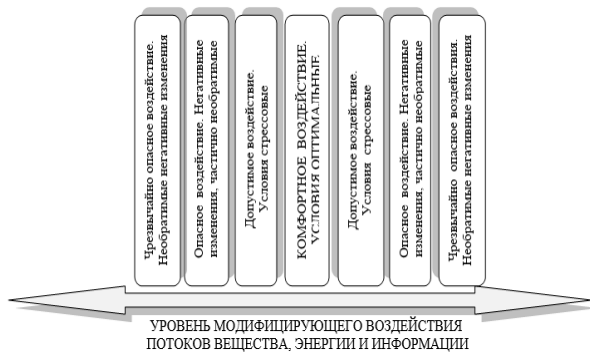 Чрезвычайно опасное воздействие.
Необратимые негативные изменения
Опасное воздействие. Негативные
изменения, частично необратимые
Допустимое воздействие.
Условия стрессовые
КОМФОРТНОЕ ВОЗДЕЙСТВИЕ.
УСЛОВИЯ ОПТИМАЛЬНЫЕ.
Допустимое воздействие.
Условия стрессовые
Опасное воздействие. Негативные
изменения, частично необратимые
Чрезвычайно опасное воздействия.
Необратимые негативные изменения
УРОВЕНЬ МОДИФИЦИРУЮЩЕГО ВОЗДЕЙСТВИЯ
ПОТОКОВ ВЕЩЕСТВА, ЭНЕРГИИ И ИНФОРМАЦИИ